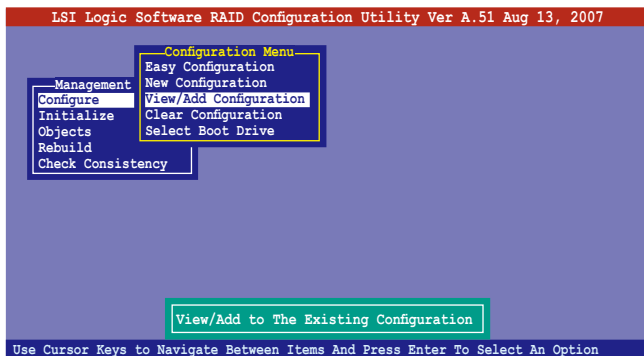 LSI Logic Software RAID Configuration Utility Ver A.51 Aug 13, 2007
Management
Configure
Initialize
Objects
Rebuild
Check Consistency
Configuration Menu
Easy Configuration
New Configuration
View/Add Configuration
Clear Configuration
Select Boot Drive
View/Add to The Existing Configuration
Use Cursor Keys to Navigate Between Items And Press Enter To Select An Option